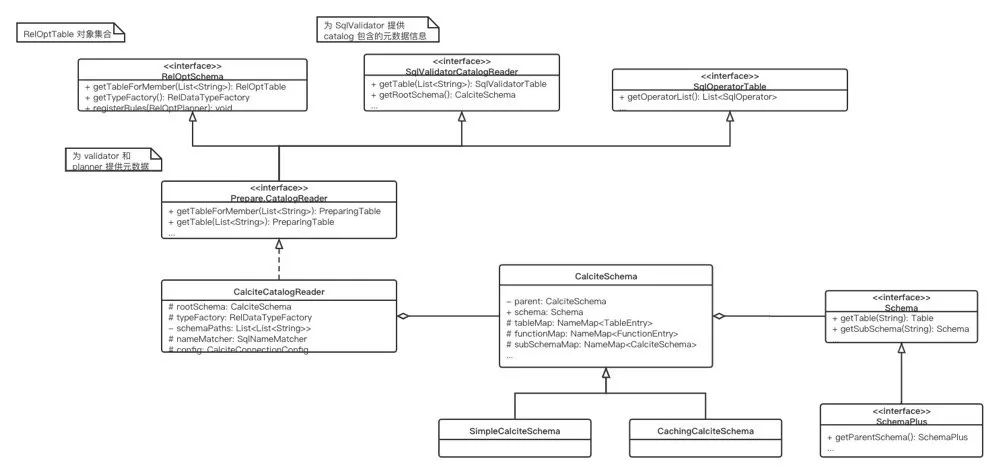 RelOptTable 对象集合
为 SqlValidator 提供
catalog 包含的元数据信息
<<interface>>
RelOptSchema
+ getTableForMember(List<String>): RelOptTable
+ getTypeFactory(): RelDataTypeFactory
+ registerRules(RelOptPlanner): void
<<interface>>
SqlValidatorCatalogReader
+ getTable(List<String>): SqlValidatorTable
+ getRootSchema(): CalciteSchema
...
<<interface>>
SqlOperatorTable
+ getOperatorList(): List<SqlOperator>
...
为 validator 和
planner 提供元数据
<<interface>>
Prepare.CatalogReader
+ getTableForMember(List<String>): PreparingTable
+ getTable(List<String>): PreparingTable
...
CalciteCatalogReader
# rootSchema: CalciteSchema
# typeFactory: RelDataTypeFactory
− schemaPaths: List<List<String>>
# nameMatcher: SqlNameMatcher
# config: CalciteConnectionConfig
CalciteSchema
− parent: CalciteSchema
+ schema: Schema
# tableMap: NameMap<TableEntry>
# functionMap: NameMap<FunctionEntry>
# subSchemaMap: NameMap<CalciteSchema>
...
<<interface>>
Schema
+ getTable(String): Table
+ getSubSchema(String): Schema
...
SimpleCalciteSchema
CachingCalciteSchema
<<interface>>
SchemaPlus
+ getParentSchema(): SchemaPlus
...